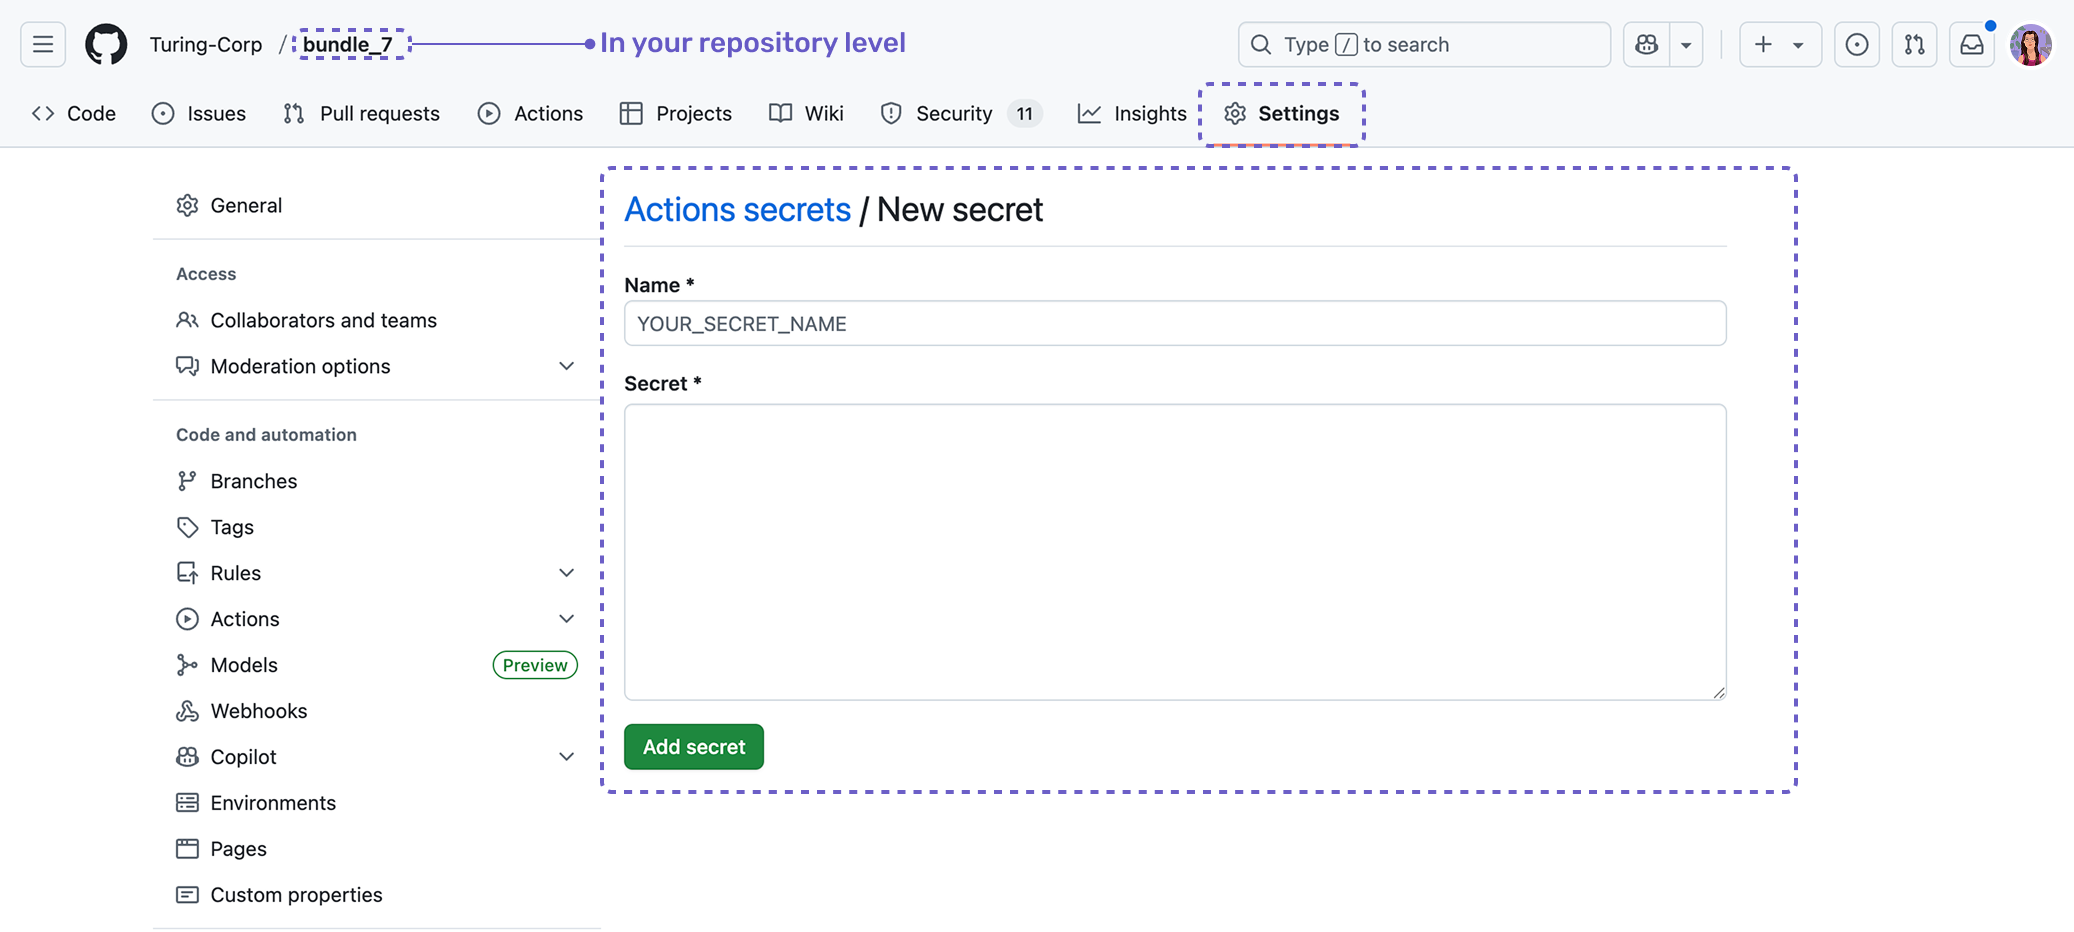 Turing-Corp / bundle_7 In your repository level Type / to search
Code Issues Pull requests Actions Projects Wiki Security 11 Insights Settings
General
Access
Collaborators and teams
Moderation options
Code and automation
Branches
Tags
Rules
Actions
Models Preview
Webhooks
Copilot
Environments
Pages
Custom properties
Actions secrets / New secret
Name *
YOUR_SECRET_NAME
Secret *
Add secret